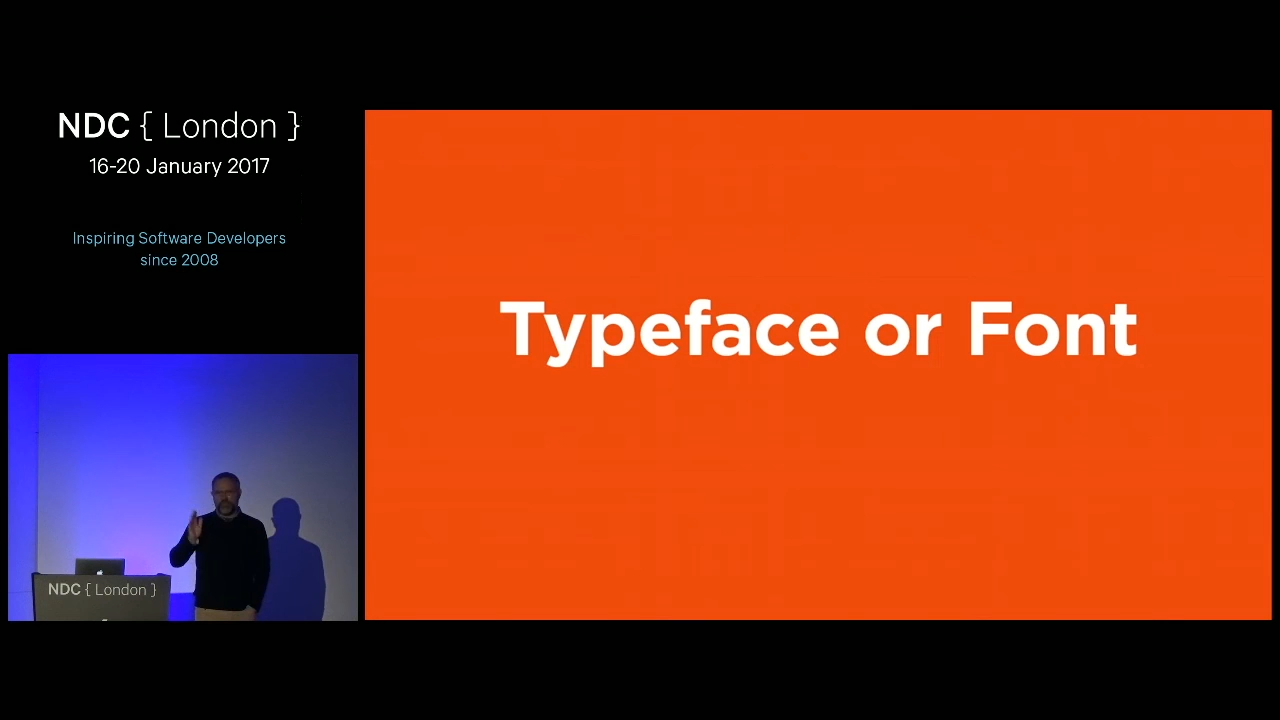 NDC { London }
16-20 January 2017
Inspiring Software Developers
since 2008
Typeface or Font
NDC { London }